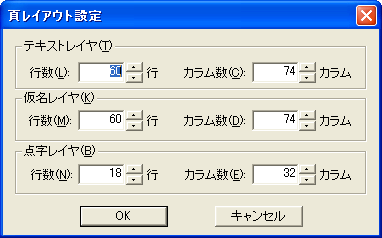 頁レイアウト設定
テキストレイヤ(T)
行数(L): 60 行 カラム数(C): 74 カラム
仮名レイヤ(K)
行数(M): 60 行 カラム数(D): 74 カラム
点字レイヤ(B)
行数(N): 18 行 カラム数(E): 32 カラム
OK キャンセル